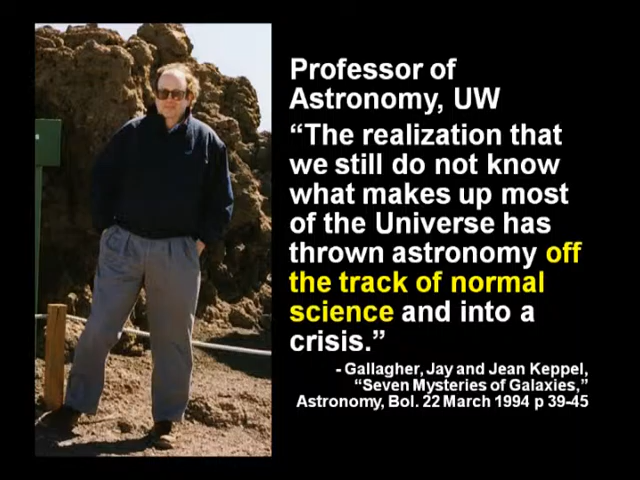 Professor of
Astronomy, UW
“The realization that
we still do not know
what makes up most
of the Universe has
thrown astronomy off
the track of normal
science and into a
crisis.”
- Gallagher, Jay and Jean Keppel,
“Seven Mysteries of Galaxies,”
Astronomy, Bol. 22 March 1994 p 39-45